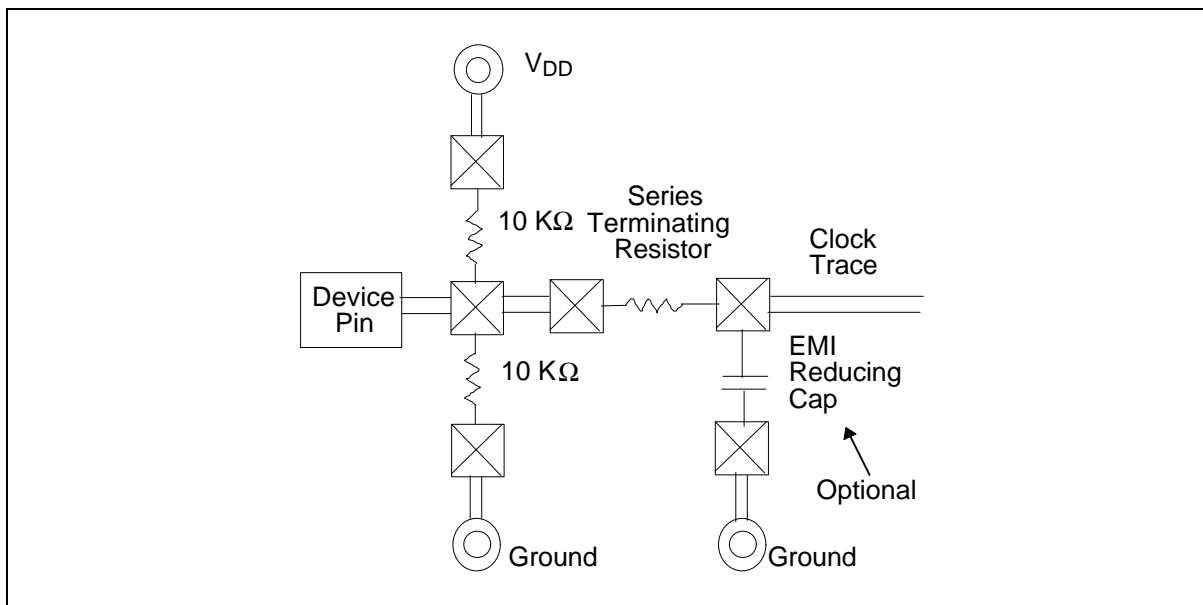 VDD
10 KΩ
Series
Terminating
Resistor
Clock
Trace
Device
Pin
10 KΩ
EMI
Reducing
Cap
Optional
Ground
Ground